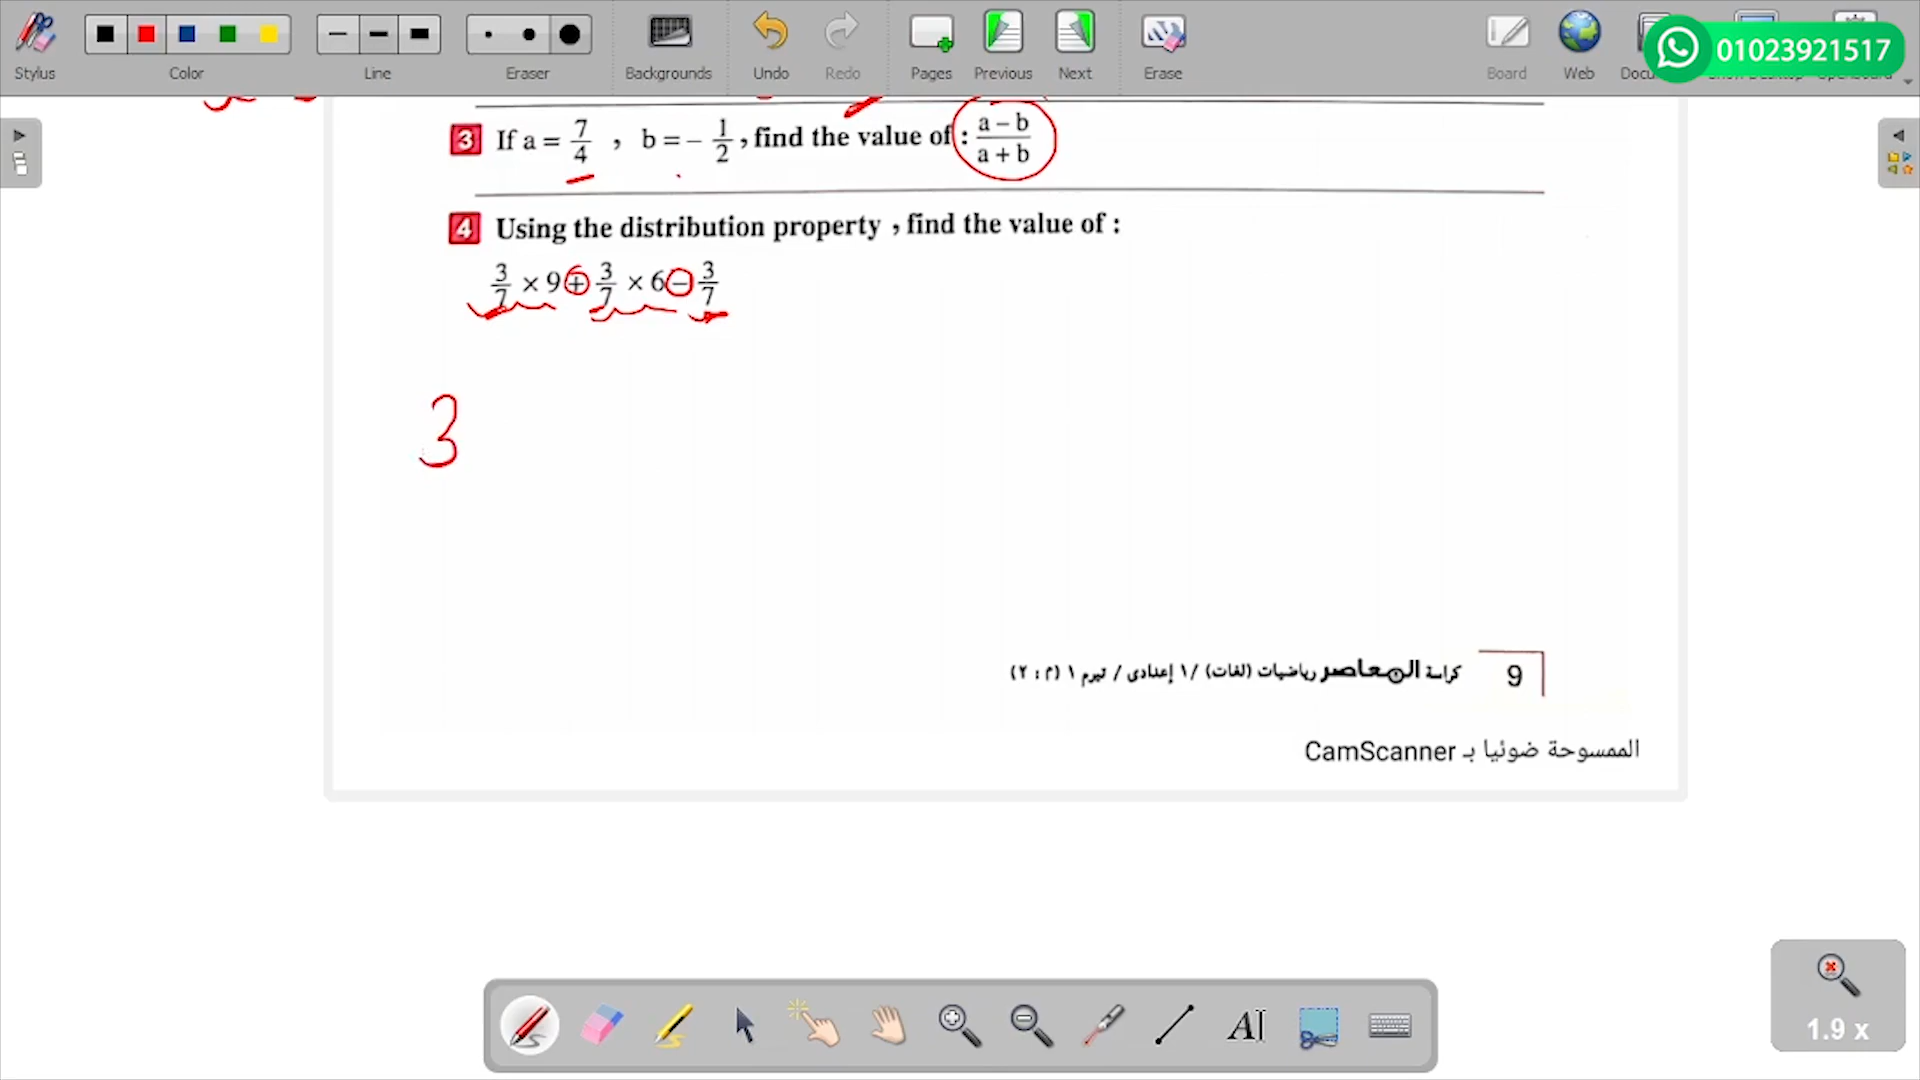 Stylus
Color
Line
Eraser
Backgrounds
Undo
Redo
Pages
Previous
Next
Erase
Board
Web
01023921517
3 If a = 7/4 , b = - 1/2 , find the value of : a - b / a + b
4 Using the distribution property , find the value of :
3/7 × 9 + 3/7 × 6 - 3/7
3
كراسة المعاصر رياضيات (لغات) / ١ إعدادى / تيرم ١ (م : ٢)
9
الممسوحة ضوئيا بـ CamScanner
1.9 x